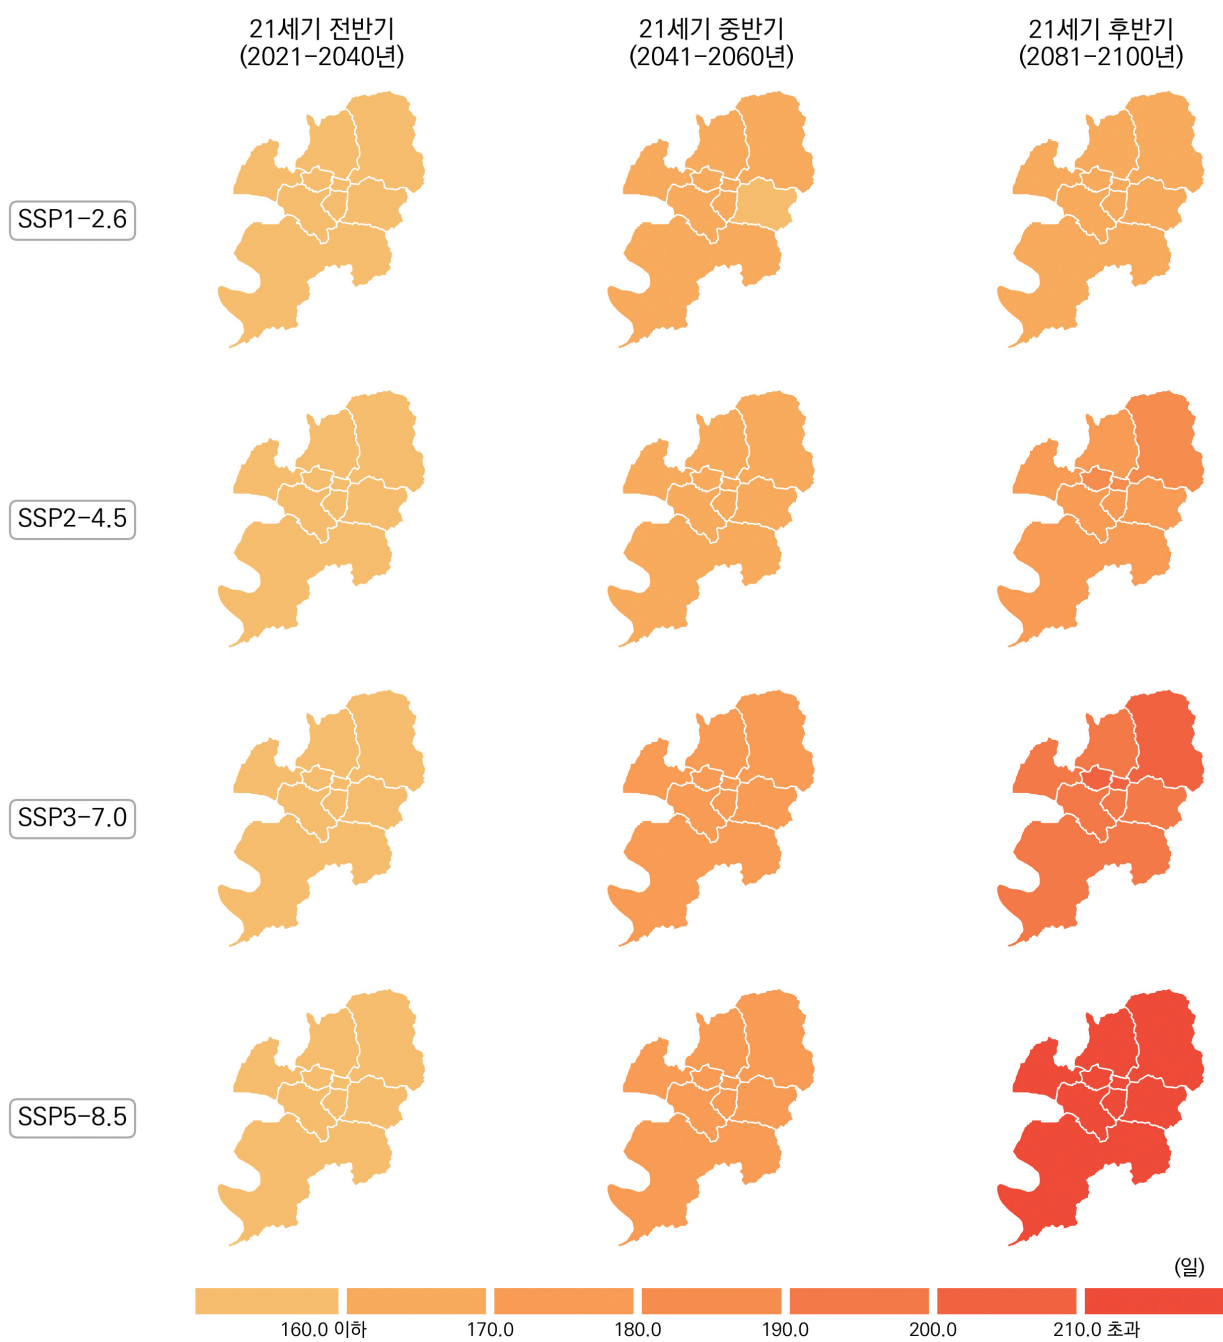 21세기 전반기
(2021-2040년)
21세기 중반기
(2041-2060년)
21세기 후반기
(2081-2100년)
SSP1-2.6
SSP2-4.5
SSP3-7.0
SSP5-8.5
(일)
160.0 이하
170.0
180.0
190.0
200.0
210.0 초과